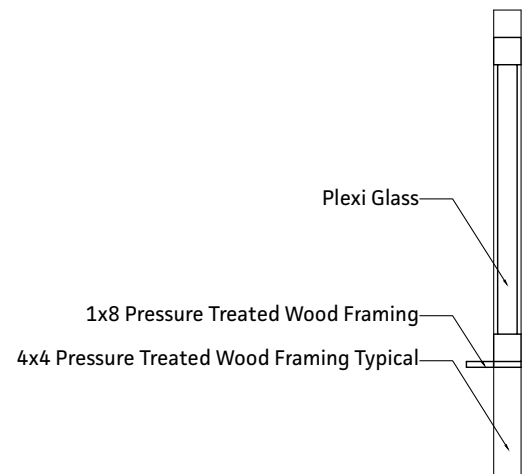 Plexi Glass
1x8 Pressure Treated Wood Framing
4x4 Pressure Treated Wood Framing Typical